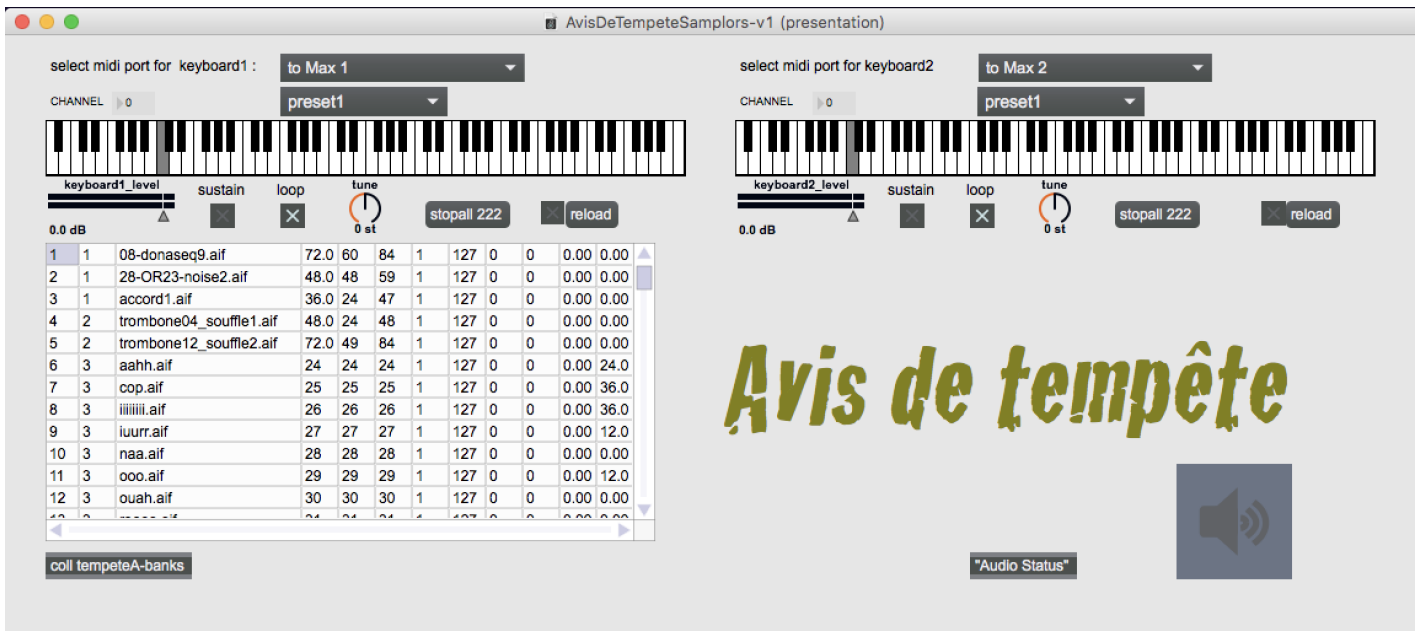 AvisDeTempeteSamplors-v1 (presentation)
select midi port for keyboard1 :
to Max 1
CHANNEL
0
preset1
keyboard1_level
sustain
loop
tune
0.0 dB
0 st
stopall 222
reload
1 1 08-donaseq9.aif 72.0 60 84 1 127 0 0 0.00 0.00
2 1 28-OR23-noise2.aif 48.0 48 59 1 127 0 0 0.00 0.00
3 1 accord1.aif 36.0 24 47 1 127 0 0 0.00 0.00
4 2 trombone04_souffle1.aif 48.0 24 48 1 127 0 0 0.00 0.00
5 2 trombone12_souffle2.aif 72.0 49 84 1 127 0 0 0.00 0.00
6 3 aahh.aif 24 24 24 1 127 0 0 0.00 24.0
7 3 cop.aif 25 25 25 1 127 0 0 0.00 36.0
8 3 iiiiiiii.aif 26 26 26 1 127 0 0 0.00 36.0
9 3 iuurr.aif 27 27 27 1 127 0 0 0.00 12.0
10 3 naa.aif 28 28 28 1 127 0 0 0.00 0.00
11 3 ooo.aif 29 29 29 1 127 0 0 0.00 12.0
12 3 ouah.aif 30 30 30 1 127 0 0 0.00 0.00
coll tempeteA-banks
select midi port for keyboard2
to Max 2
CHANNEL
0
preset1
keyboard2_level
sustain
loop
tune
0.0 dB
0 st
stopall 222
reload
Avis de tempête
"Audio Status"